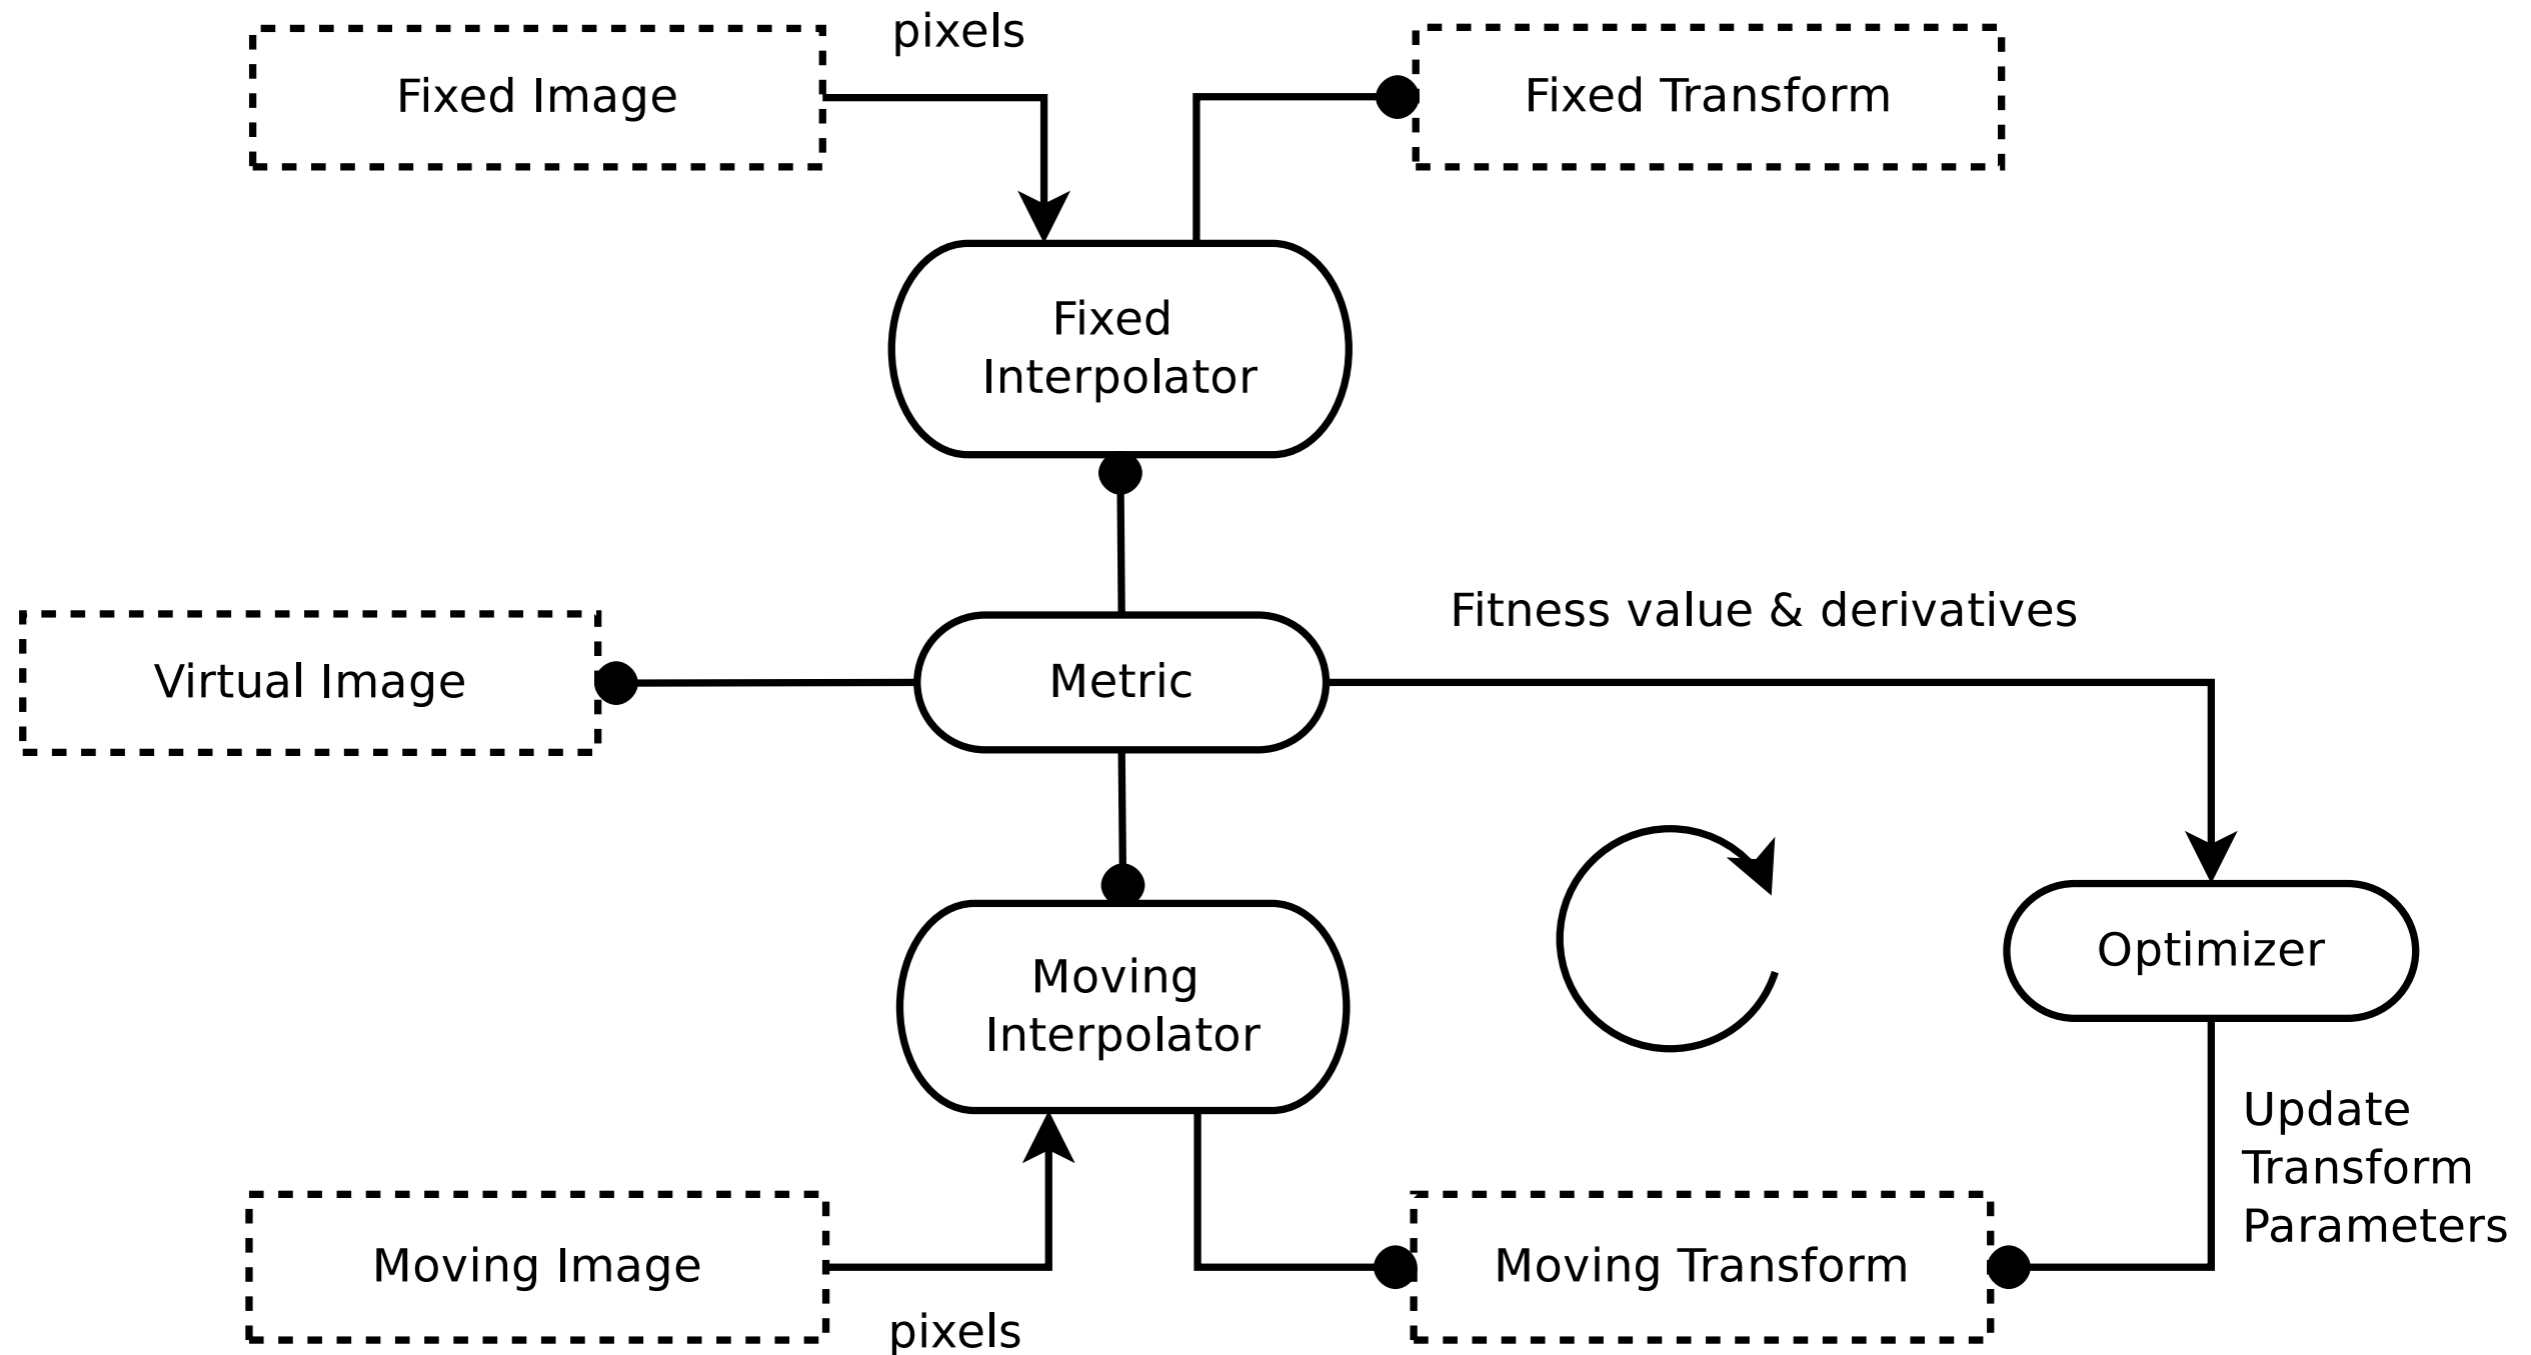 pixels
Fixed Image
Fixed Transform
Fixed
Interpolator
Fitness value & derivatives
Virtual Image
Metric
Optimizer
Moving
Interpolator
Update
Transform
Parameters
Moving Image
Moving Transform
pixels